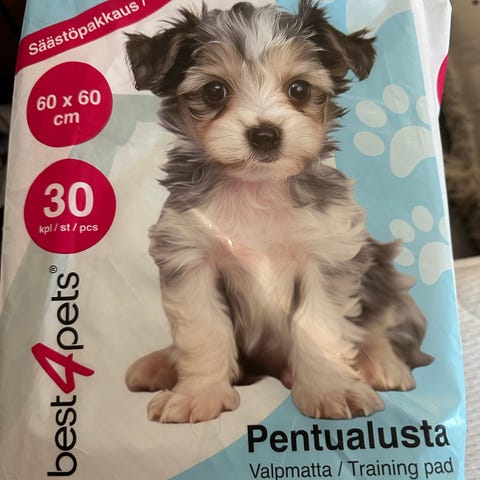 Säästöpakkaus /
60 x 60
cm
30
kpl / st / pcs
best4pets®
Pentualusta
Valpmatta / Training pad